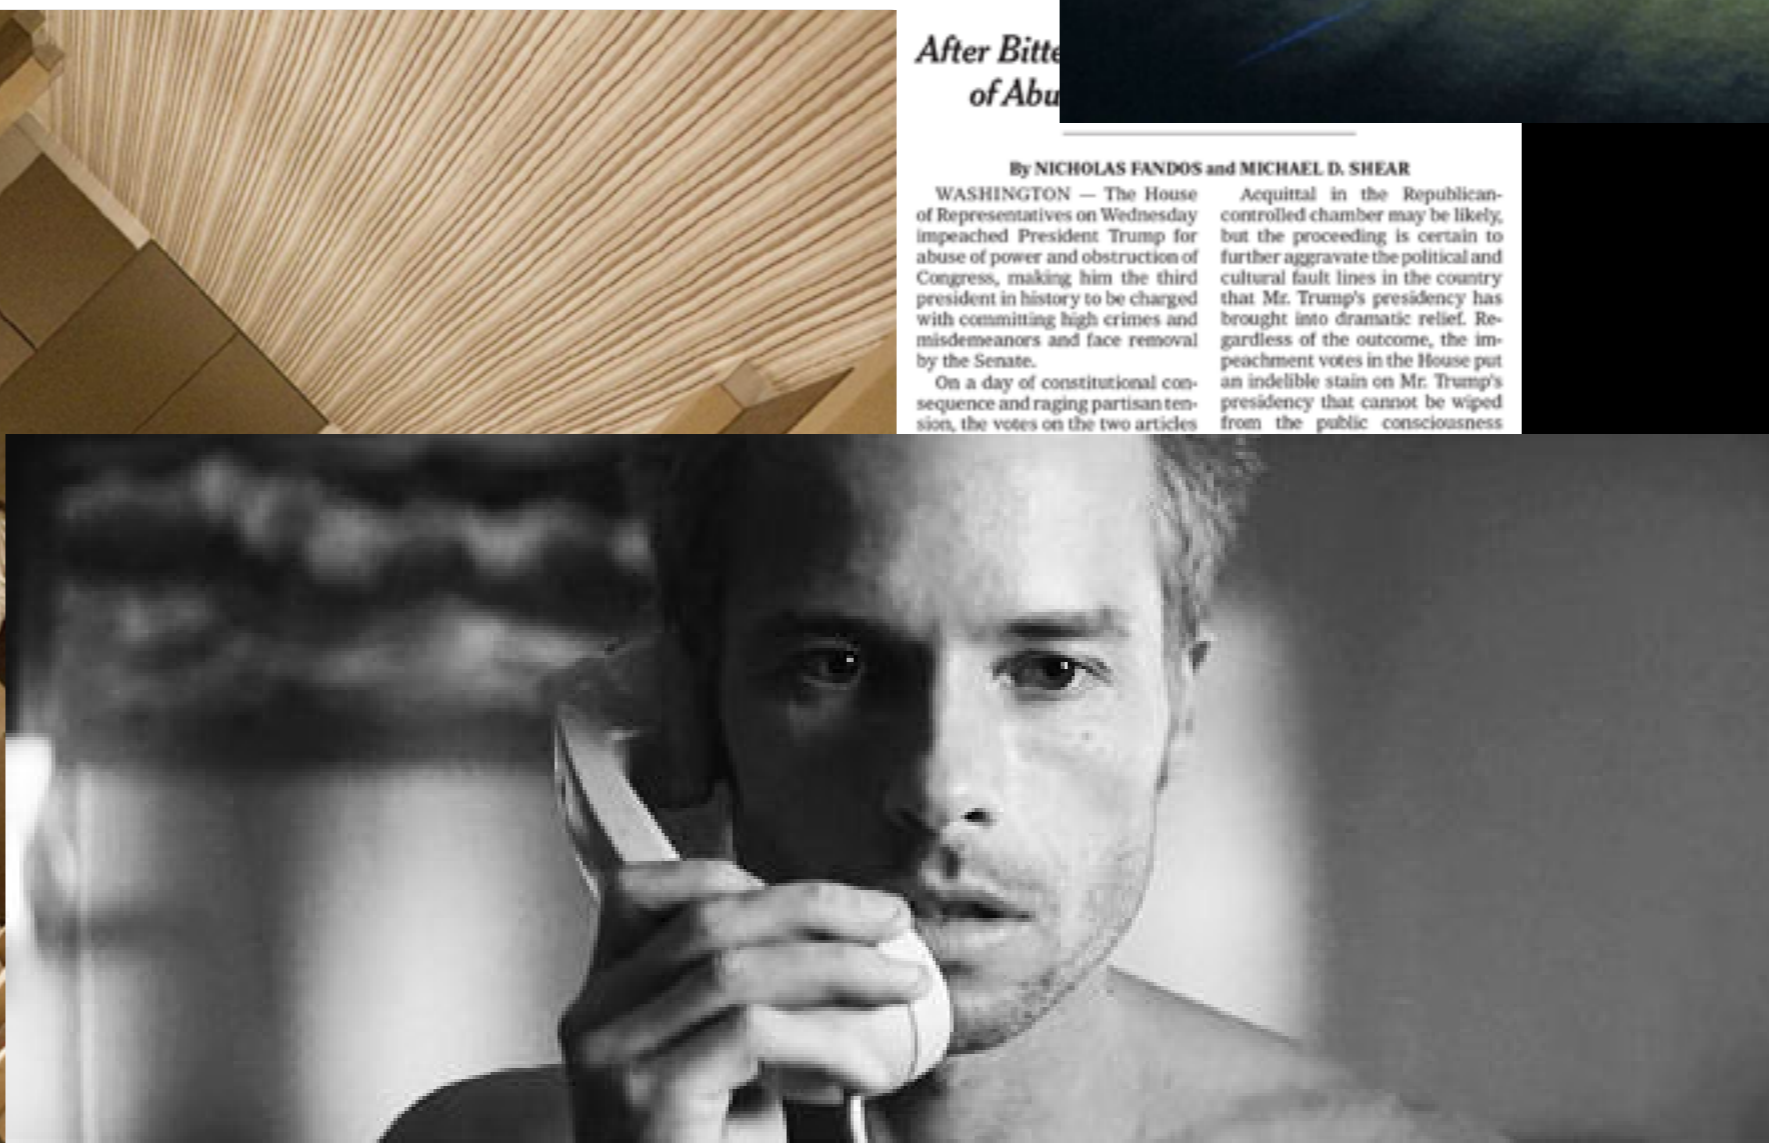 After Bitte
of Abu
By NICHOLAS FANDOS and MICHAEL D. SHEAR
WASHINGTON — The House
of Representatives on Wednesday
impeached President Trump for
abuse of power and obstruction of
Congress, making him the third
president in history to be charged
with committing high crimes and
misdemeanors and face removal
by the Senate.
On a day of constitutional con-
sequence and raging partisan ten-
sion, the votes on the two articles
Acquittal in the Republican-
controlled chamber may be likely,
but the proceeding is certain to
further aggravate the political and
cultural fault lines in the country
that Mr. Trump's presidency has
brought into dramatic relief. Re-
gardless of the outcome, the im-
peachment votes in the House put
an indelible stain on Mr. Trump's
presidency that cannot be wiped
from the public consciousness